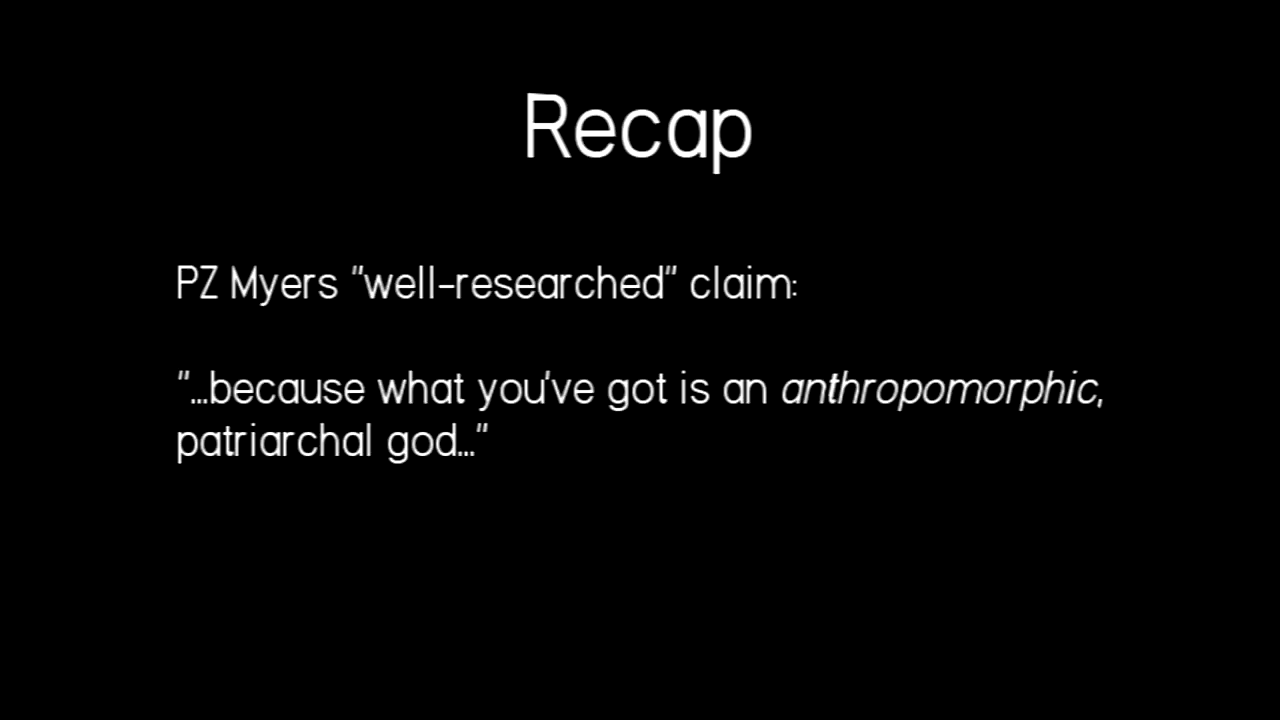 Recap
PZ Myers "well-researched" claim:
"...because what you've got is an anthropomorphic,
patriarchal god..."